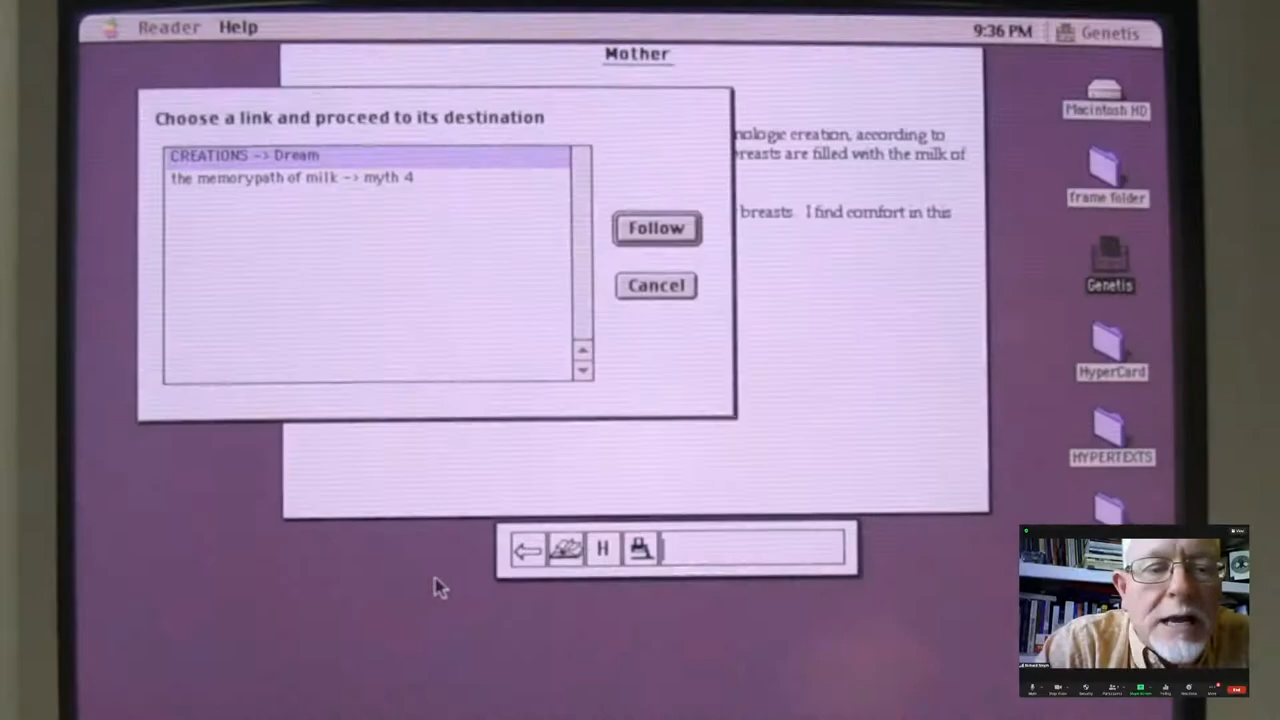 Reader Help
9:36 PM Genetis
Mother
Choose a link and proceed to its destination
CREATIONS -> Dream
the memorypath of milk -> myth 4
nologic creation, according to
reasts are filled with the milk of
breasts. I find comfort in this
Follow
Cancel
H
Macintosh HD
frame folder
Genetis
HyperCard
HYPERTEXTS